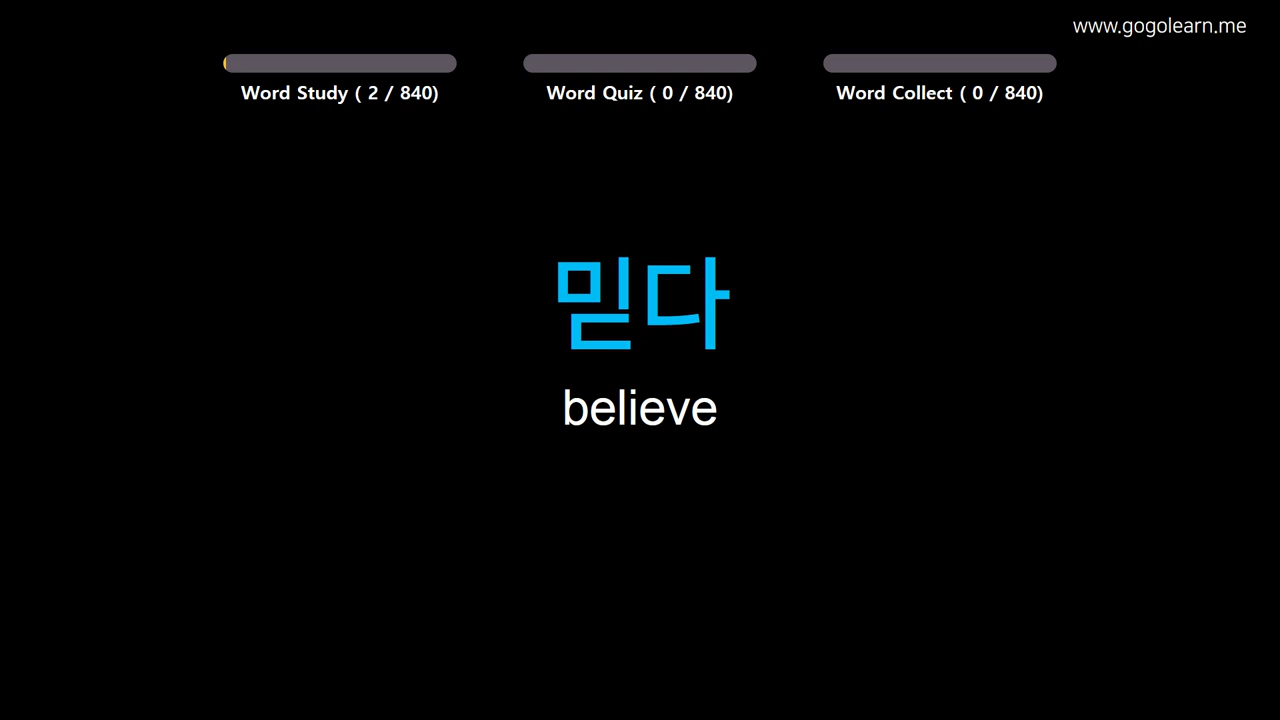 www.gogolearn.me
Word Study ( 2 / 840)
Word Quiz ( 0 / 840)
Word Collect ( 0 / 840)
믿다
believe